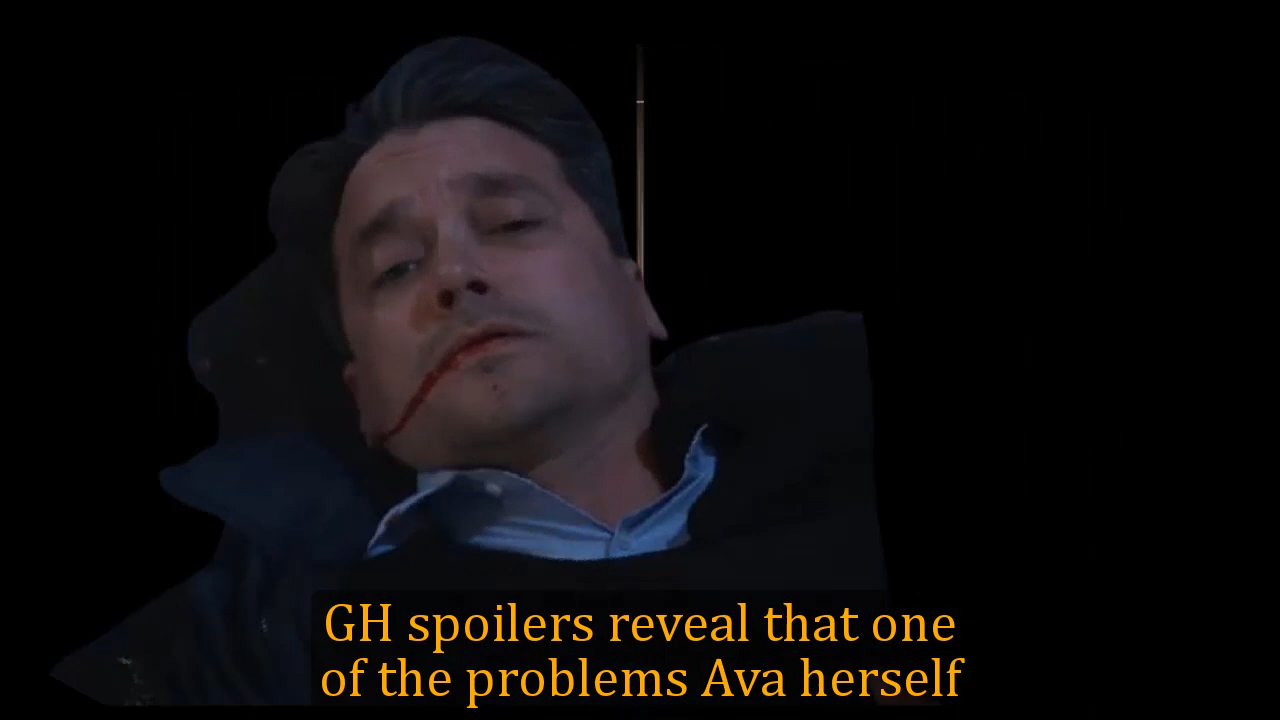 GH spoilers reveal that one
of the problems Ava herself